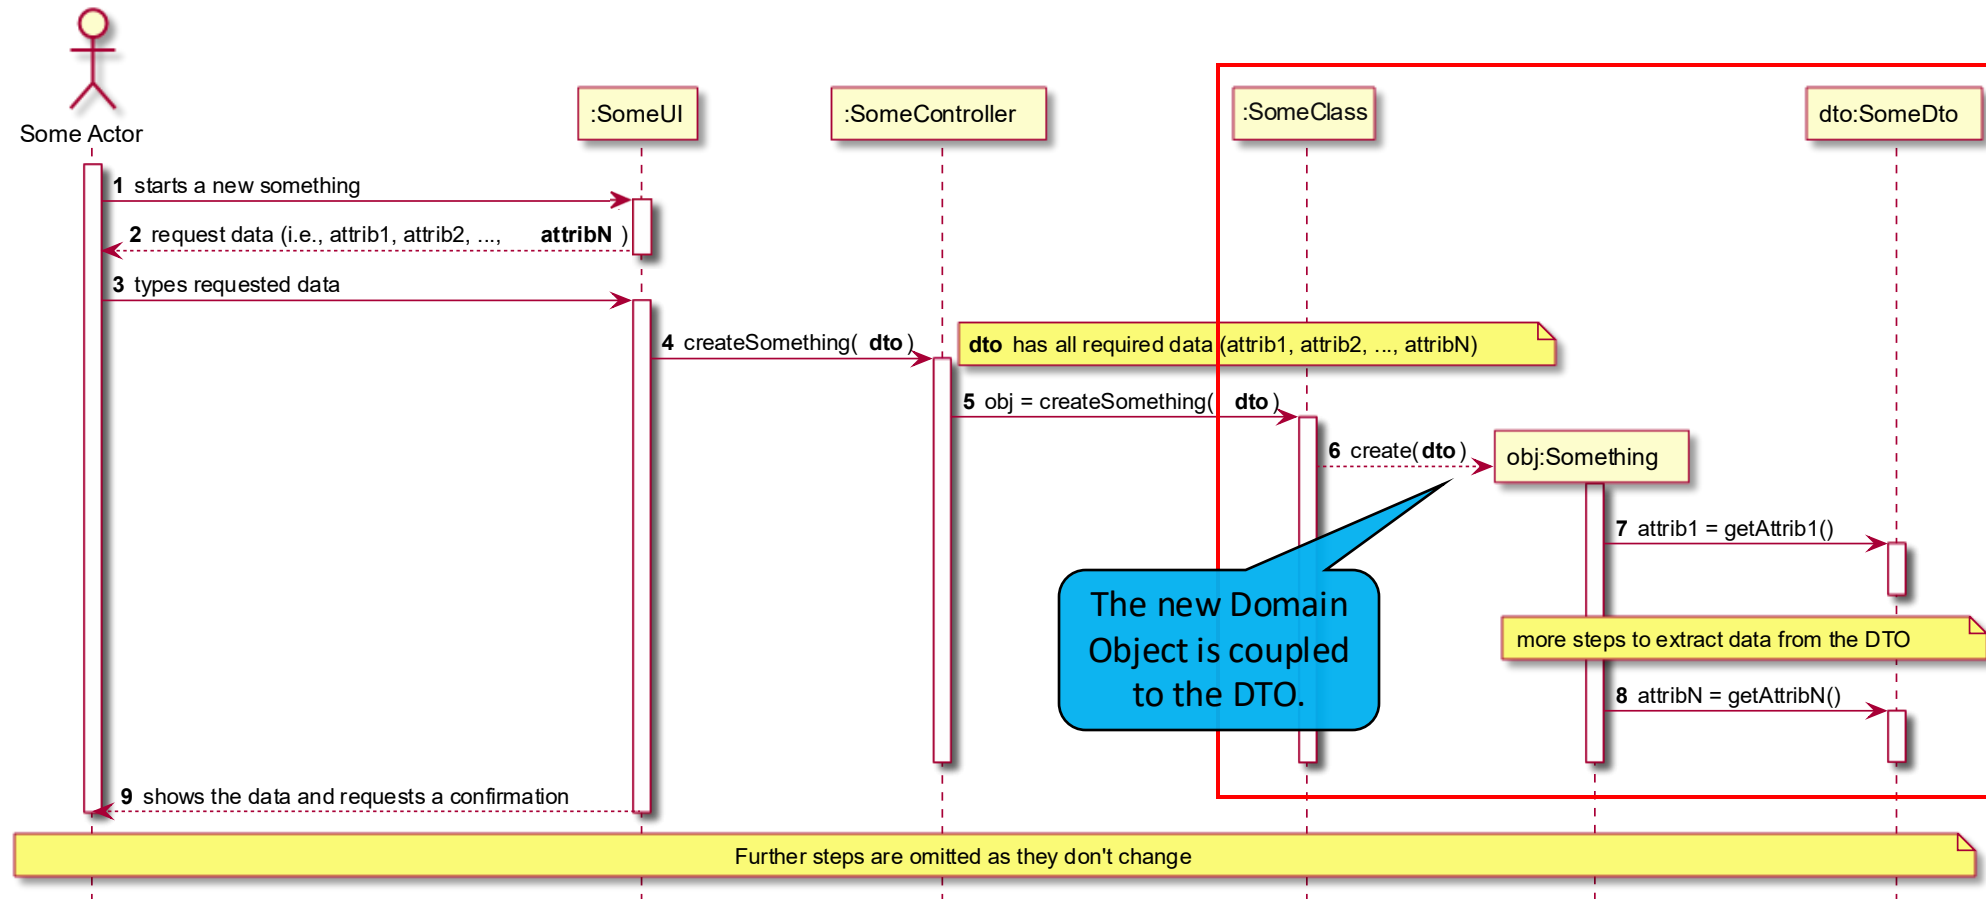 Some Actor
:SomeUI
:SomeController
:SomeClass
dto:SomeDto
1 starts a new something
2 request data (i.e., attrib1, attrib2, ..., attribN )
3 types requested data
4 createSomething( dto)
dto has all required data (attrib1, attrib2, ..., attribN)
5 obj = createSomething( dto)
6 create(dto)
obj:Something
7 attrib1 = getAttrib1()
The new Domain
Object is coupled
to the DTO.
more steps to extract data from the DTO
8 attribN = getAttribN()
9 shows the data and requests a confirmation
Further steps are omitted as they don't change